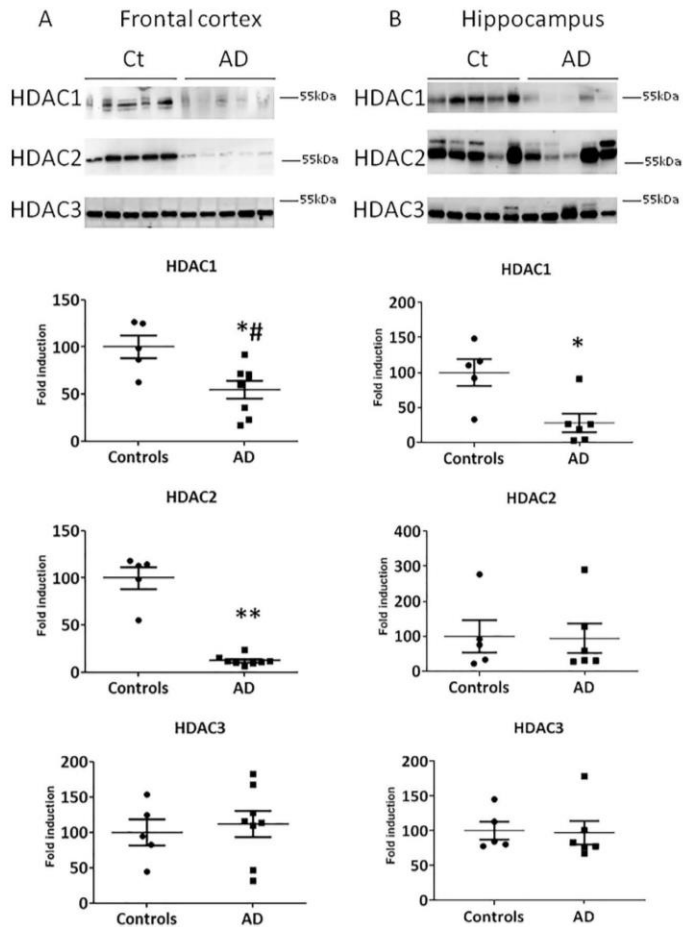 A Frontal cortex
Ct AD
HDAC1 55kDa
HDAC2 55kDa
HDAC3 55kDa
HDAC1
150
100
50
0
Fold induction
*#
Controls AD
HDAC2
150
100
50
0
Fold induction
**
Controls AD
HDAC3
200
150
100
50
0
Fold induction
Controls AD
B Hippocampus
Ct AD
HDAC1 55kDa
HDAC2 55kDa
HDAC3 55kDa
HDAC1
200
150
100
50
0
Fold induction
*
Controls AD
HDAC2
400
300
200
100
0
Fold induction
Controls AD
HDAC3
200
150
100
50
0
Fold induction
Controls AD